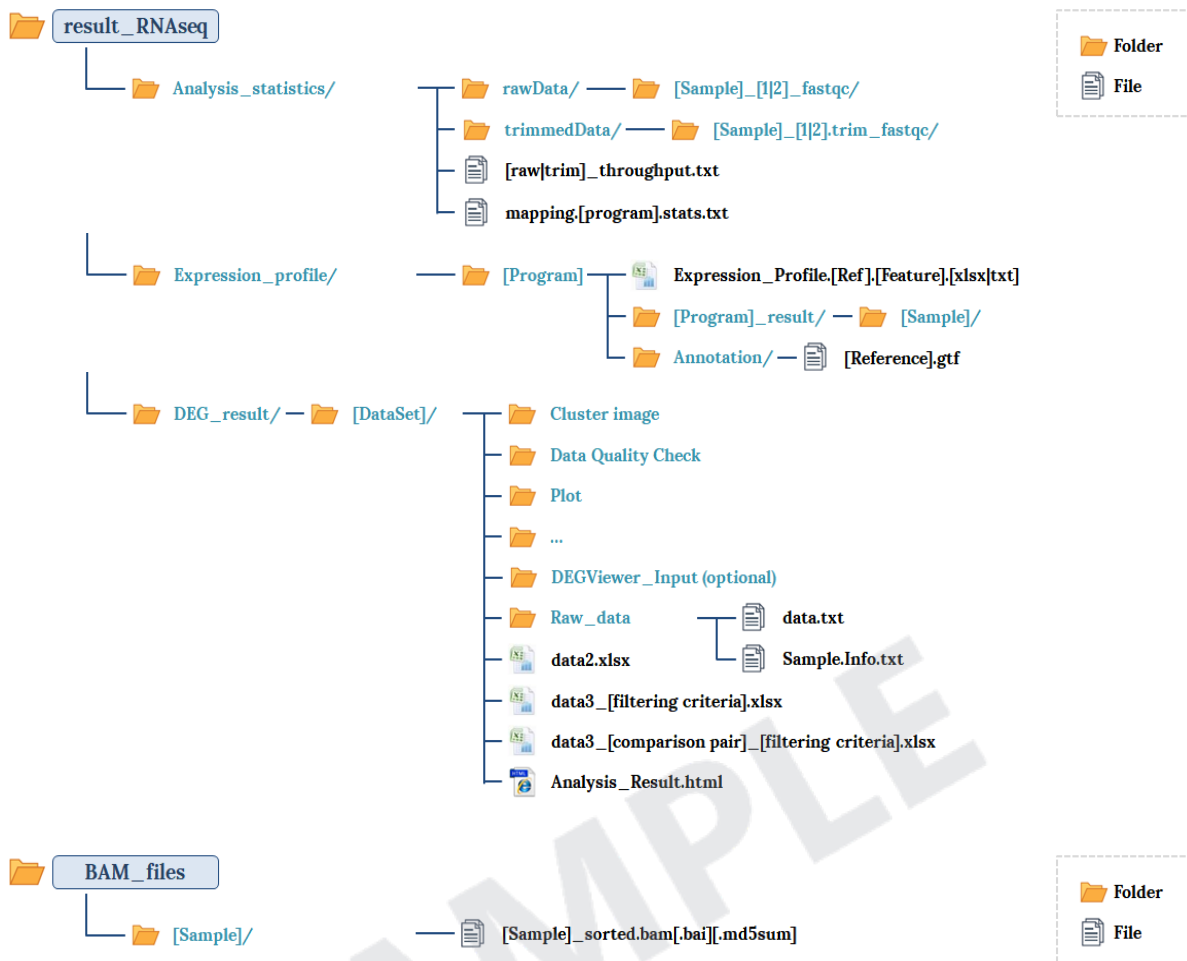 result_RNAseq
Folder
File
Analysis_statistics/
rawData/
[Sample]_[1|2]_fastqc/
trimmedData/
[Sample]_[1|2].trim_fastqc/
[raw|trim]_throughput.txt
mapping.[program].stats.txt
Expression_profile/
[Program]
Expression_Profile.[Ref].[Feature].[xlsx|txt]
[Program]_result/
[Sample]/
Annotation/
[Reference].gtf
DEG_result/
[DataSet]/
Cluster image
Data Quality Check
Plot
...
DEGViewer_Input (optional)
Raw_data
data.txt
data2.xlsx
Sample.Info.txt
data3_[filtering criteria].xlsx
data3_[comparison pair]_[filtering criteria].xlsx
HTML
Analysis_Result.html
BAM_files
Folder
[Sample]/
[Sample]_sorted.bam[.bai][.md5sum]
File